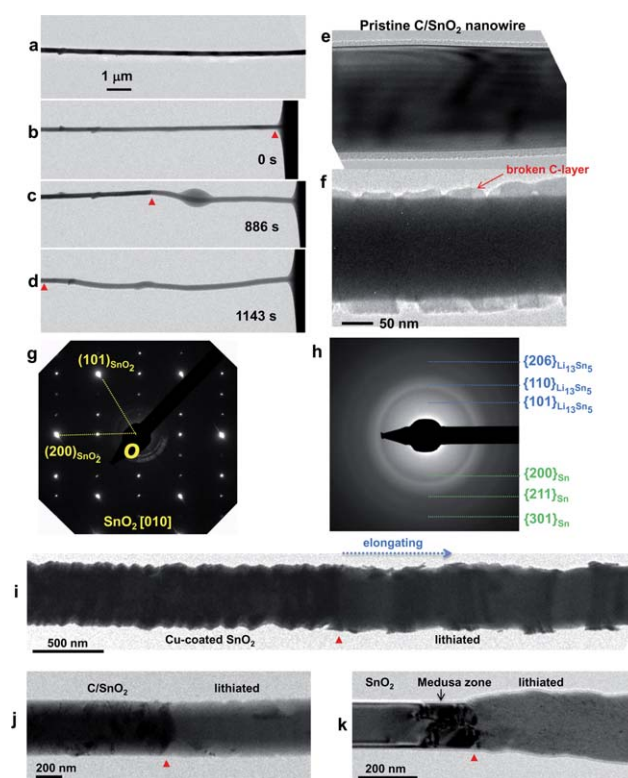 Pristine C/SnO₂ nanowire
a
1 μm
b
0 s
c
886 s
d
1143 s
e
f
broken C-layer
50 nm
g
(101)SnO₂
(200)SnO₂
O
SnO₂ [010]
h
{206}Li₁₃Sn₅
{110}Li₁₃Sn₅
{101}Li₁₃Sn₅
{200}Sn
{211}Sn
{301}Sn
elongating
i
500 nm
Cu-coated SnO₂
lithiated
C/SnO₂
lithiated
j
200 nm
SnO₂
Medusa zone
lithiated
k
200 nm